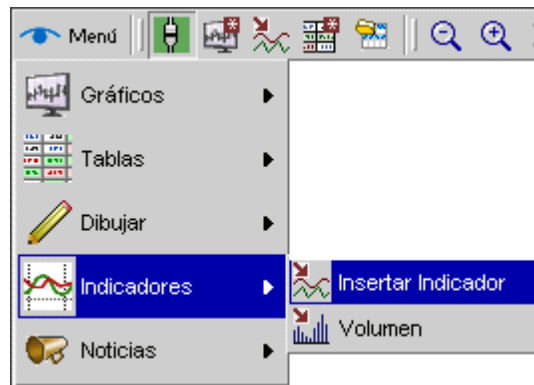 Menú
Gráficos
Tablas
Dibujar
Indicadores
Insertar Indicador
Volumen
Noticias